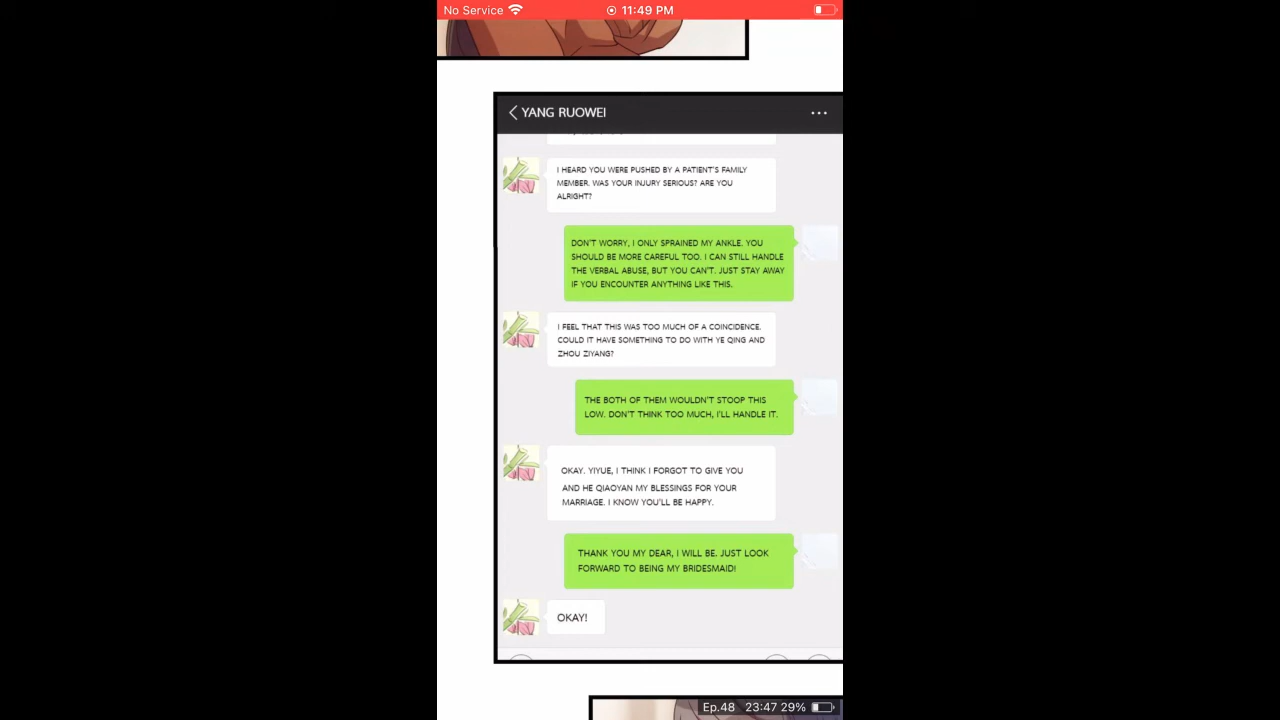 No Service
11:49 PM
YANG RUOWEI
I HEARD YOU WERE PUSHED BY A PATIENT'S FAMILY
MEMBER. WAS YOUR INJURY SERIOUS? ARE YOU
ALRIGHT?
DON'T WORRY, I ONLY SPRAINED MY ANKLE. YOU
SHOULD BE MORE CAREFUL TOO. I CAN STILL HANDLE
THE VERBAL ABUSE, BUT YOU CAN'T. JUST STAY AWAY
IF YOU ENCOUNTER ANYTHING LIKE THIS.
I FEEL THAT THIS WAS TOO MUCH OF A COINCIDENCE.
COULD IT HAVE SOMETHING TO DO WITH YE QING AND
ZHOU ZIYANG?
THE BOTH OF THEM WOULDN'T STOOP THIS
LOW. DON'T THINK TOO MUCH, I'LL HANDLE IT.
OKAY. YIYUE, I THINK I FORGOT TO GIVE YOU
AND HE QIAOYAN MY BLESSINGS FOR YOUR
MARRIAGE. I KNOW YOU'LL BE HAPPY.
THANK YOU MY DEAR, I WILL BE. JUST LOOK
FORWARD TO BEING MY BRIDESMAID!
OKAY!
Ep.48 23:47 29%